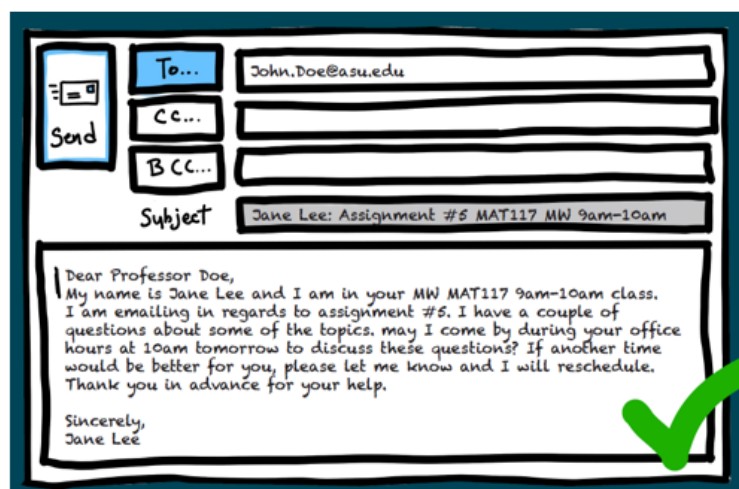 To...
John.Doe@asu.edu
Send
CC...
BCC...
Subject
Jane Lee: Assignment #5 MAT117 MW 9am-10am
Dear Professor Doe,
My name is Jane Lee and I am in your MW MAT117 9am-10am class.
I am emailing in regards to assignment #5. I have a couple of
questions about some of the topics. may I come by during your office
hours at 10am tomorrow to discuss these questions? If another time
would be better for you, please let me know and I will reschedule.
Thank you in advance for your help.
Sincerely,
Jane Lee